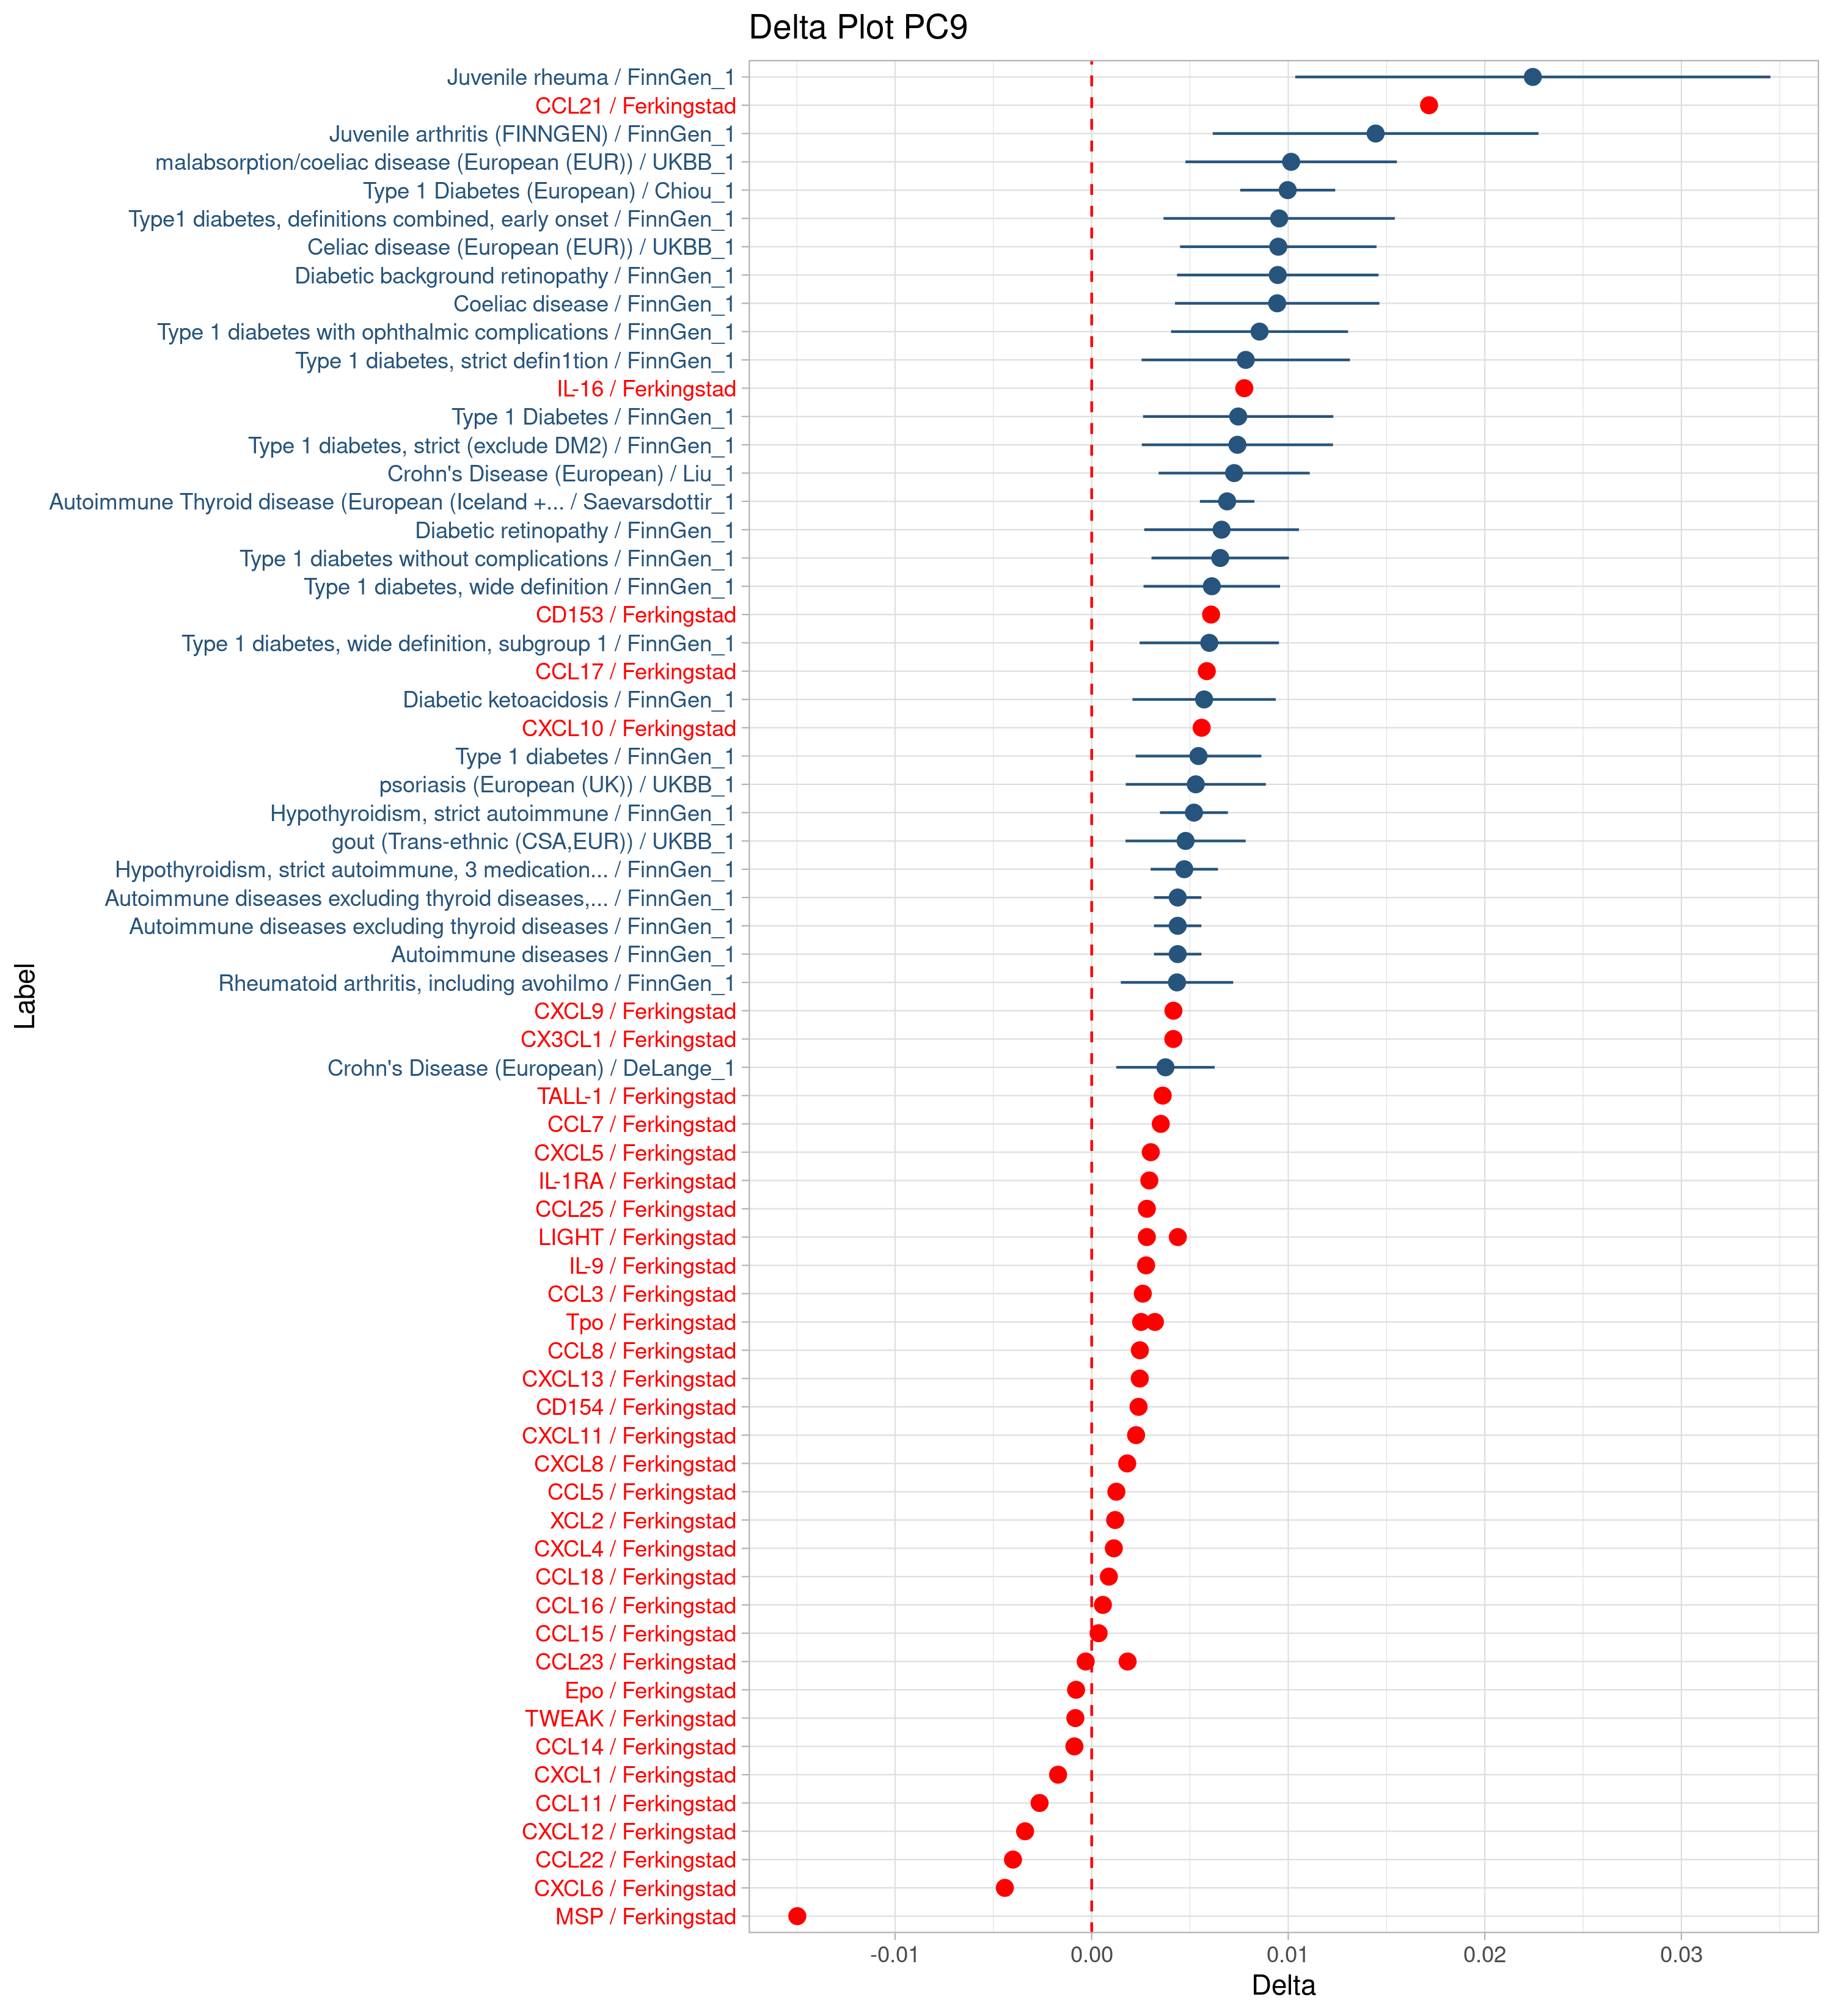 Delta Plot PC9
Juvenile rheuma / FinnGen_1
CCL21 / Ferkingstad
Juvenile arthritis (FINNGEN) / FinnGen_1
malabsorption/coeliac disease (European (EUR)) / UKBB_1
Type 1 Diabetes (European) / Chiou_1
Type1 diabetes, definitions combined, early onset / FinnGen_1
Celiac disease (European (EUR)) / UKBB_1
Diabetic background retinopathy / FinnGen_1
Coeliac disease / FinnGen_1
Type 1 diabetes with ophthalmic complications / FinnGen_1
Type 1 diabetes, strict defin1tion / FinnGen_1
IL-16 / Ferkingstad
Type 1 Diabetes / FinnGen_1
Type 1 diabetes, strict (exclude DM2) / FinnGen_1
Crohn's Disease (European) / Liu_1
Autoimmune Thyroid disease (European (Iceland +... / Saevarsdottir_1
Diabetic retinopathy / FinnGen_1
Type 1 diabetes without complications / FinnGen_1
Type 1 diabetes, wide definition / FinnGen_1
CD153 / Ferkingstad
Type 1 diabetes, wide definition, subgroup 1 / FinnGen_1
CCL17 / Ferkingstad
Diabetic ketoacidosis / FinnGen_1
CXCL10 / Ferkingstad
Type 1 diabetes / FinnGen_1
psoriasis (European (UK)) / UKBB_1
Hypothyroidism, strict autoimmune / FinnGen_1
gout (Trans-ethnic (CSA,EUR)) / UKBB_1
Hypothyroidism, strict autoimmune, 3 medication... / FinnGen_1
Autoimmune diseases excluding thyroid diseases,... / FinnGen_1
Autoimmune diseases excluding thyroid diseases / FinnGen_1
Autoimmune diseases / FinnGen_1
Rheumatoid arthritis, including avohilmo / FinnGen_1
CXCL9 / Ferkingstad
CX3CL1 / Ferkingstad
Crohn's Disease (European) / DeLange_1
TALL-1 / Ferkingstad
CCL7 / Ferkingstad
CXCL5 / Ferkingstad
IL-1RA / Ferkingstad
CCL25 / Ferkingstad
LIGHT / Ferkingstad
IL-9 / Ferkingstad
CCL3 / Ferkingstad
Tpo / Ferkingstad
CCL8 / Ferkingstad
CXCL13 / Ferkingstad
CD154 / Ferkingstad
CXCL11 / Ferkingstad
CXCL8 / Ferkingstad
CCL5 / Ferkingstad
XCL2 / Ferkingstad
CXCL4 / Ferkingstad
CCL18 / Ferkingstad
CCL16 / Ferkingstad
CCL15 / Ferkingstad
CCL23 / Ferkingstad
Epo / Ferkingstad
TWEAK / Ferkingstad
CCL14 / Ferkingstad
CXCL1 / Ferkingstad
CCL11 / Ferkingstad
CXCL12 / Ferkingstad
CCL22 / Ferkingstad
CXCL6 / Ferkingstad
MSP / Ferkingstad
Label
-0.01 0.00 0.01 0.02 0.03
Delta